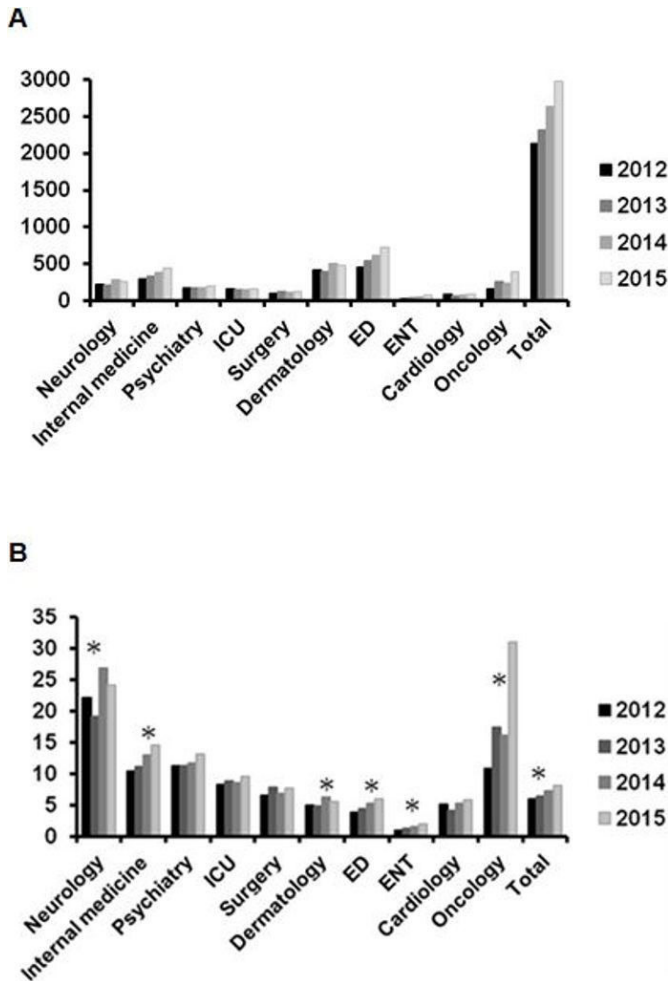 A
3000
2500
2000
1500
1000
500
0
2012
2013
2014
2015
Neurology
Internal medicine
Psychiatry
ICU
Surgery
Dermatology
ED
ENT
Cardiology
Oncology
Total
B
35
30
25
20
15
10
5
0
*
*
*
*
*
*
*
2012
2013
2014
2015
Neurology
Internal medicine
Psychiatry
ICU
Surgery
Dermatology
ED
ENT
Cardiology
Oncology
Total